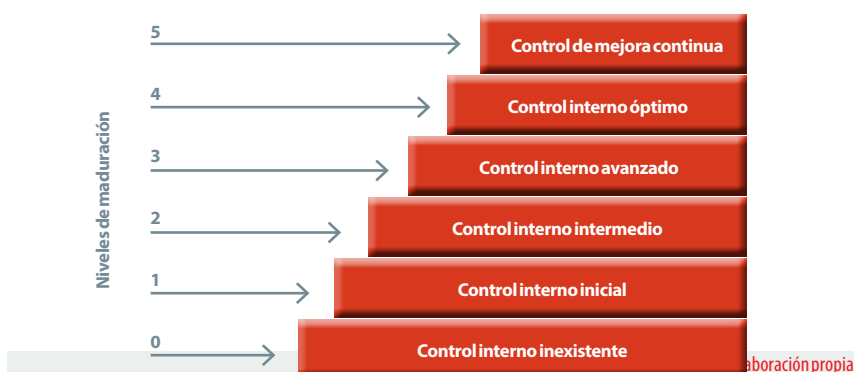 5
Control de mejora continua
4
Control interno óptimo
3
Control interno avanzado
2
Control interno intermedio
1
Control interno inicial
0
Control interno inexistente
Niveles de maduración
propia